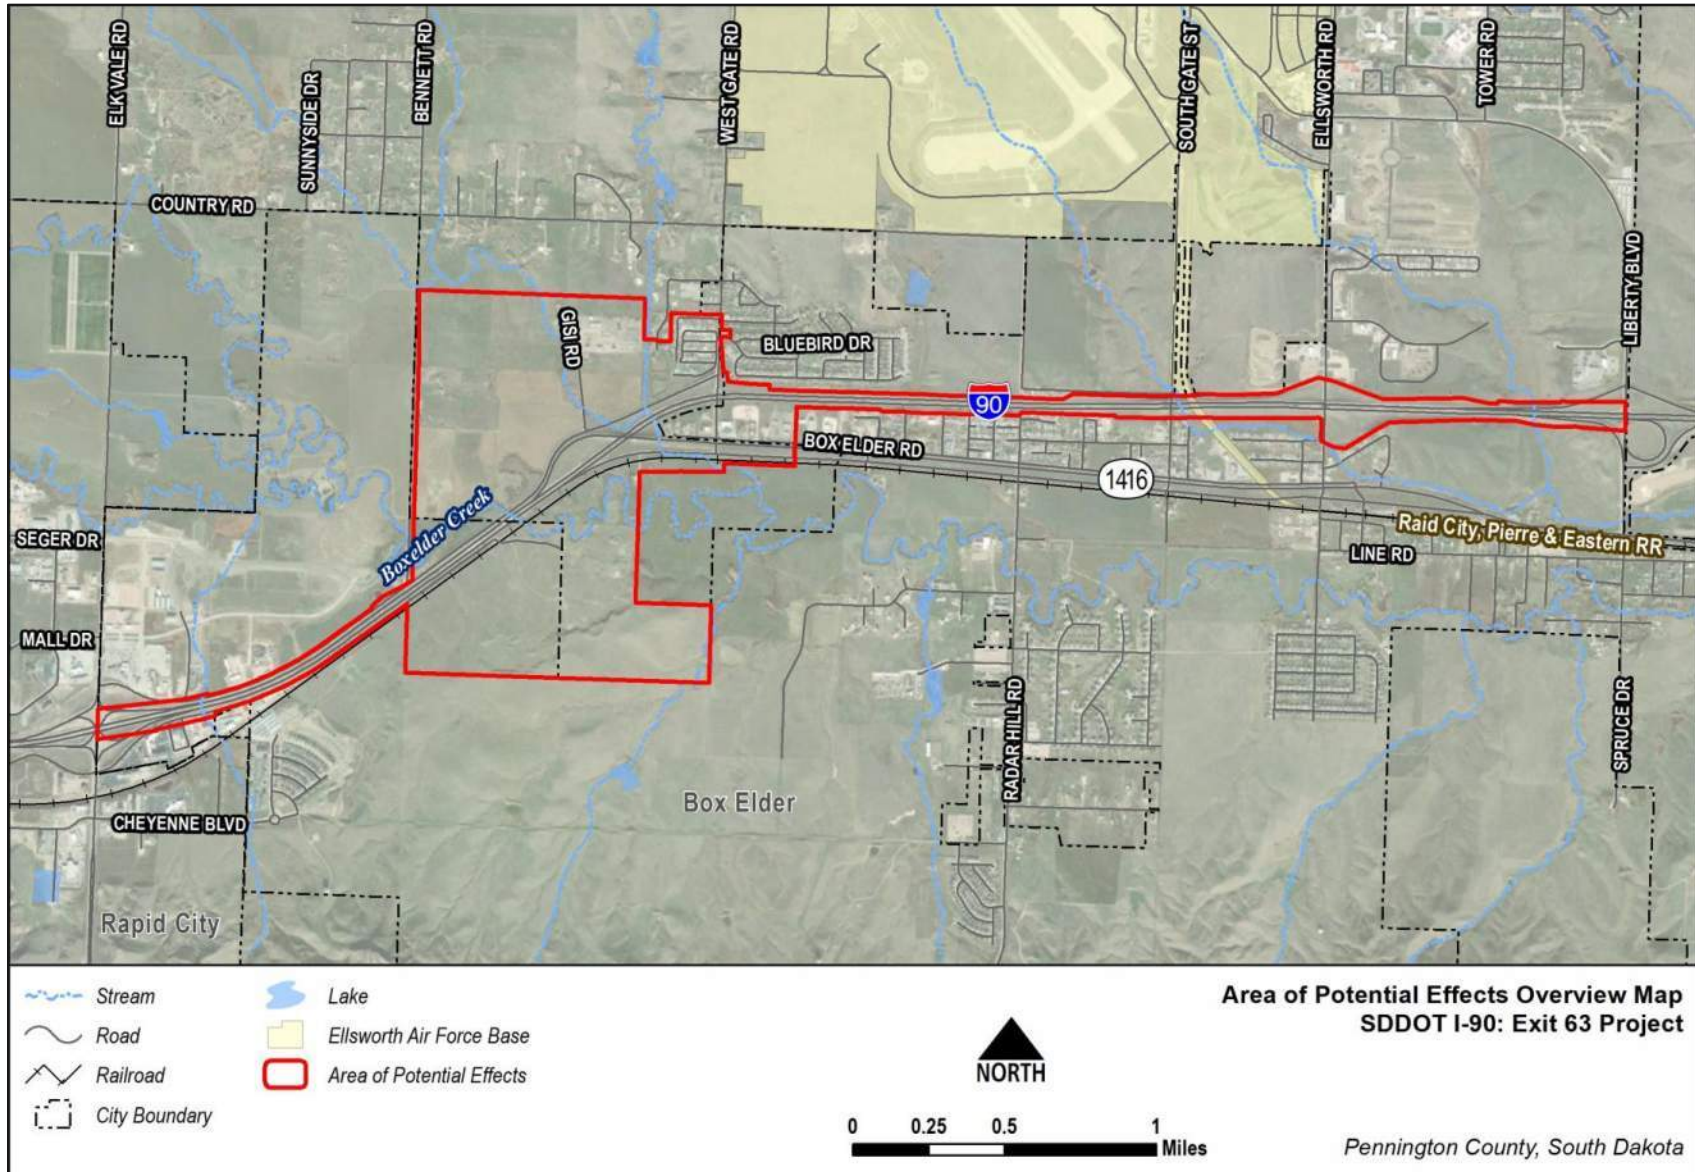 ELK VALE RD
SUNNYSIDE DR
BENNETT RD
WEST GATE RD
SOUTH GATE ST
ELLSWORTH RD
TOWER RD
COUNTRY RD
LIBERTY BLVD
GISI RD
BLUEBIRD DR
90
BOX ELDER RD
1416
Boxelder Creek
SEGER DR
Raid City, Pierre & Eastern RR
LINE RD
MALL DR
RADAR HILL RD
SPRUCE DR
Box Elder
CHEYENNE BLVD
Rapid City
Stream
Road
Railroad
City Boundary
Lake
Ellsworth Air Force Base
Area of Potential Effects
NORTH
0 0.25 0.5 1
Miles
Area of Potential Effects Overview Map
SDDOT I-90: Exit 63 Project
Pennington County, South Dakota